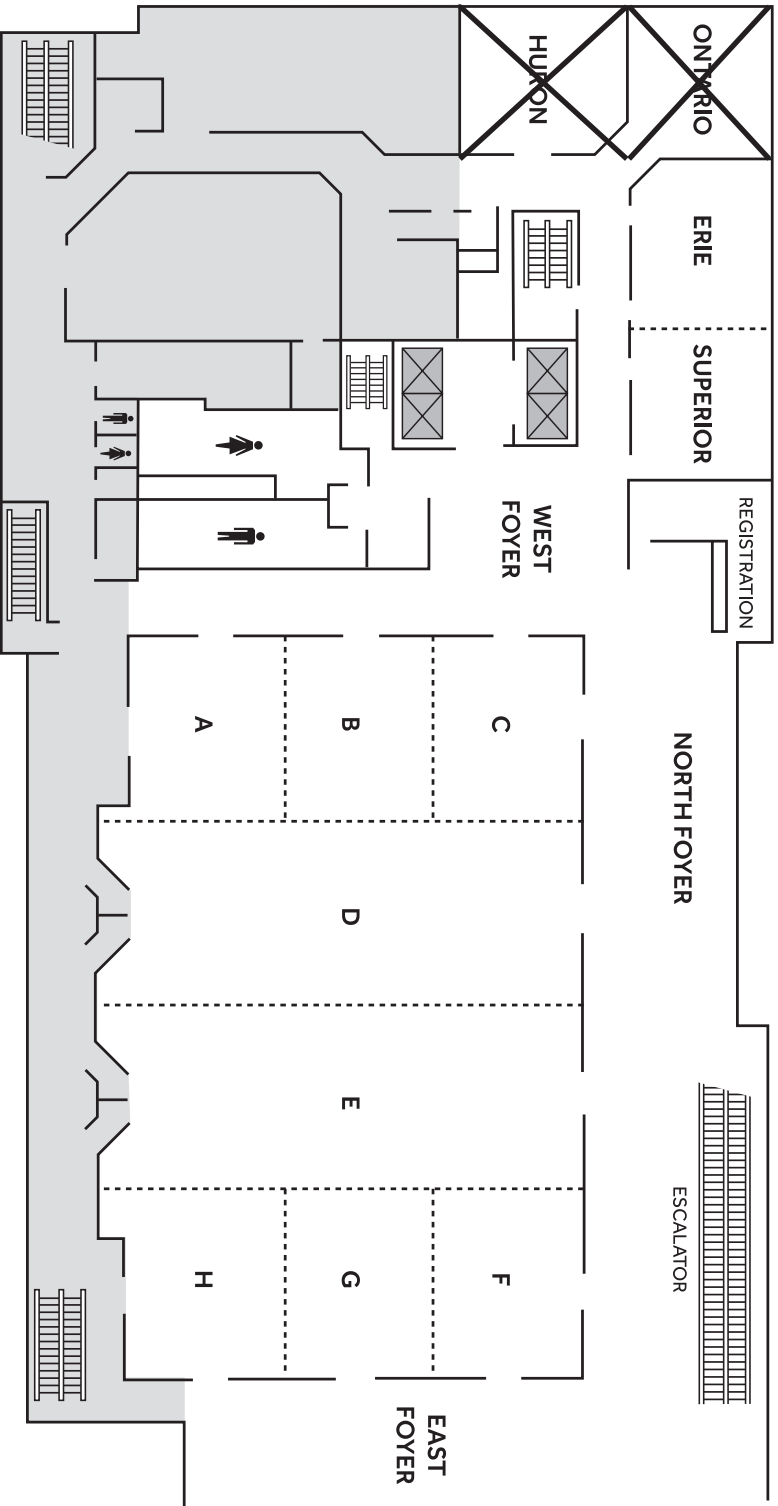 HURON
ONTARIO
ERIE
SUPERIOR
REGISTRATION
WEST
FOYER
NORTH FOYER
A
B
C
D
E
F
G
H
ESCALATOR
EAST
FOYER